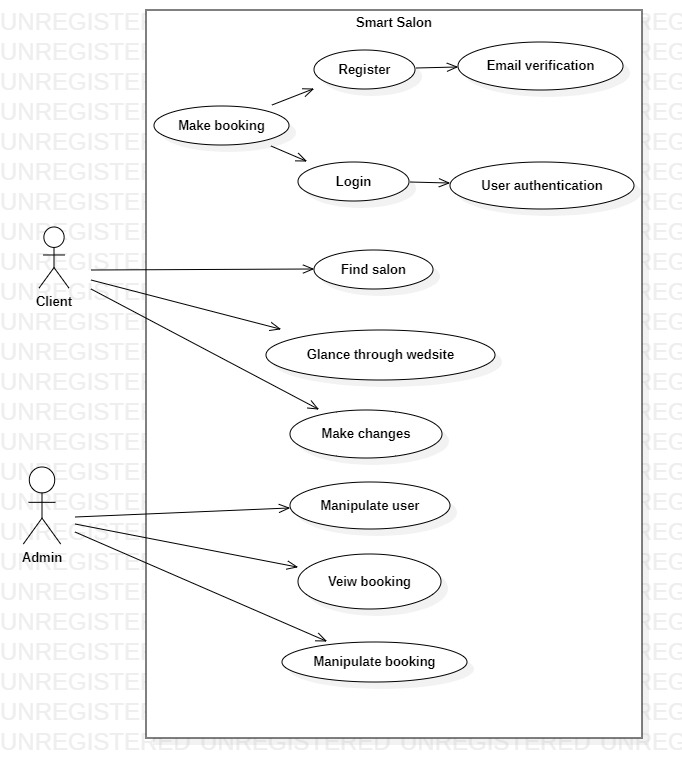 Smart Salon
Register
Email verification
Make booking
Login
User authentication
Client
Find salon
Glance through wedsite
Make changes
Admin
Manipulate user
Veiw booking
Manipulate booking
UNREGISTERED UNREGISTERED UNREGISTERED UNREG